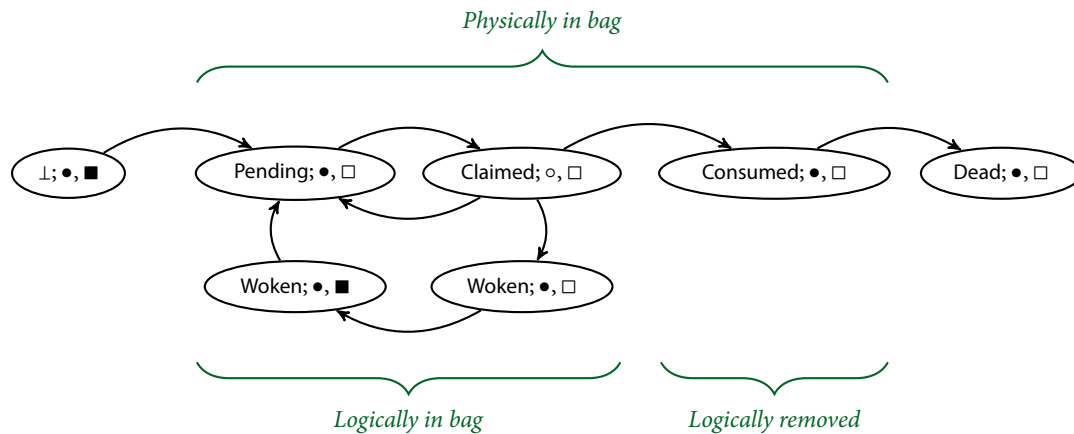 Physically in bag
⊥; ●, ■
Pending; ●, □
Claimed; ○, □
Consumed; ●, □
Dead; ●, □
Woken; ●, ■
Woken; ●, □
Logically in bag
Logically removed